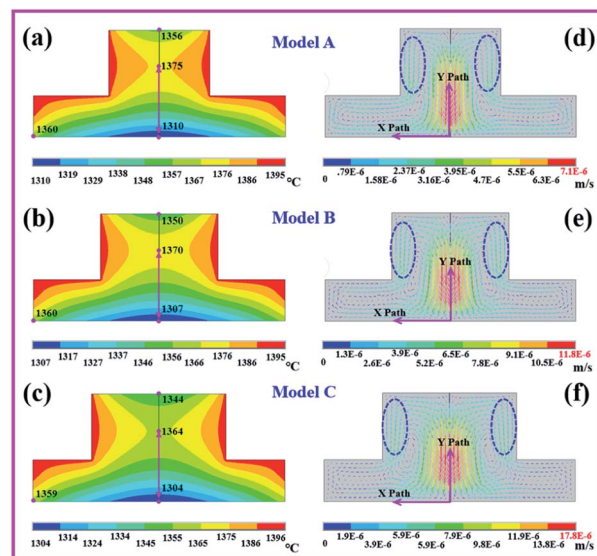 (a)
1356
Model A
1375
1360
1310
1310 1319 1329 1338 1348 1357 1367 1376 1386 1395
°C
(d)
Y Path
X Path
0 .79E-6 1.58E-6 2.37E-6 3.16E-6 3.95E-6 4.7E-6 5.5E-6 6.3E-6 7.1E-6
m/s
(b)
1350
Model B
1370
1360
1307
1307 1317 1327 1337 1346 1356 1366 1376 1385 1395
°C
(e)
Y Path
X Path
0 1.3E-6 2.6E-6 3.9E-6 5.2E-6 6.5E-6 7.8E-6 9.1E-6 10.5E-6 11.8E-6
m/s
(c)
1344
Model C
1364
1359
1304
1304 1314 1324 1334 1345 1355 1365 1376 1386 1396
°C
(f)
Y Path
X Path
0 1.9E-6 3.9E-6 5.9E-6 5.9E-6 7.9E-6 9.8E-6 11.9E-6 13.8E-6 17.8E-6
m/s